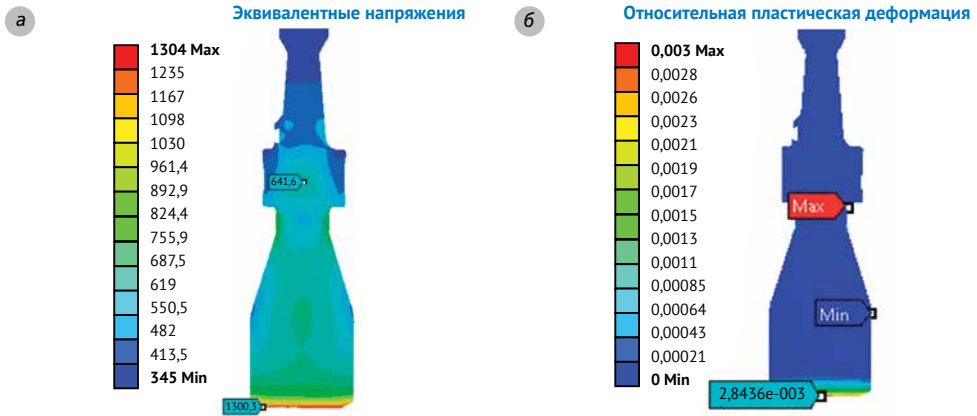 а
Эквивалентные напряжения
1304 Max
1235
1167
1098
1030
961,4
892,9
824,4
755,9
687,5
619
550,5
482
413,5
345 Min
641,6
1300,3
б
Относительная пластическая деформация
0,003 Max
0,0028
0,0026
0,0023
0,0021
0,0019
0,0017
0,0015
0,0013
0,0011
0,00085
0,00064
0,00043
0,00021
0 Min
Max
Min
2,8436e-003